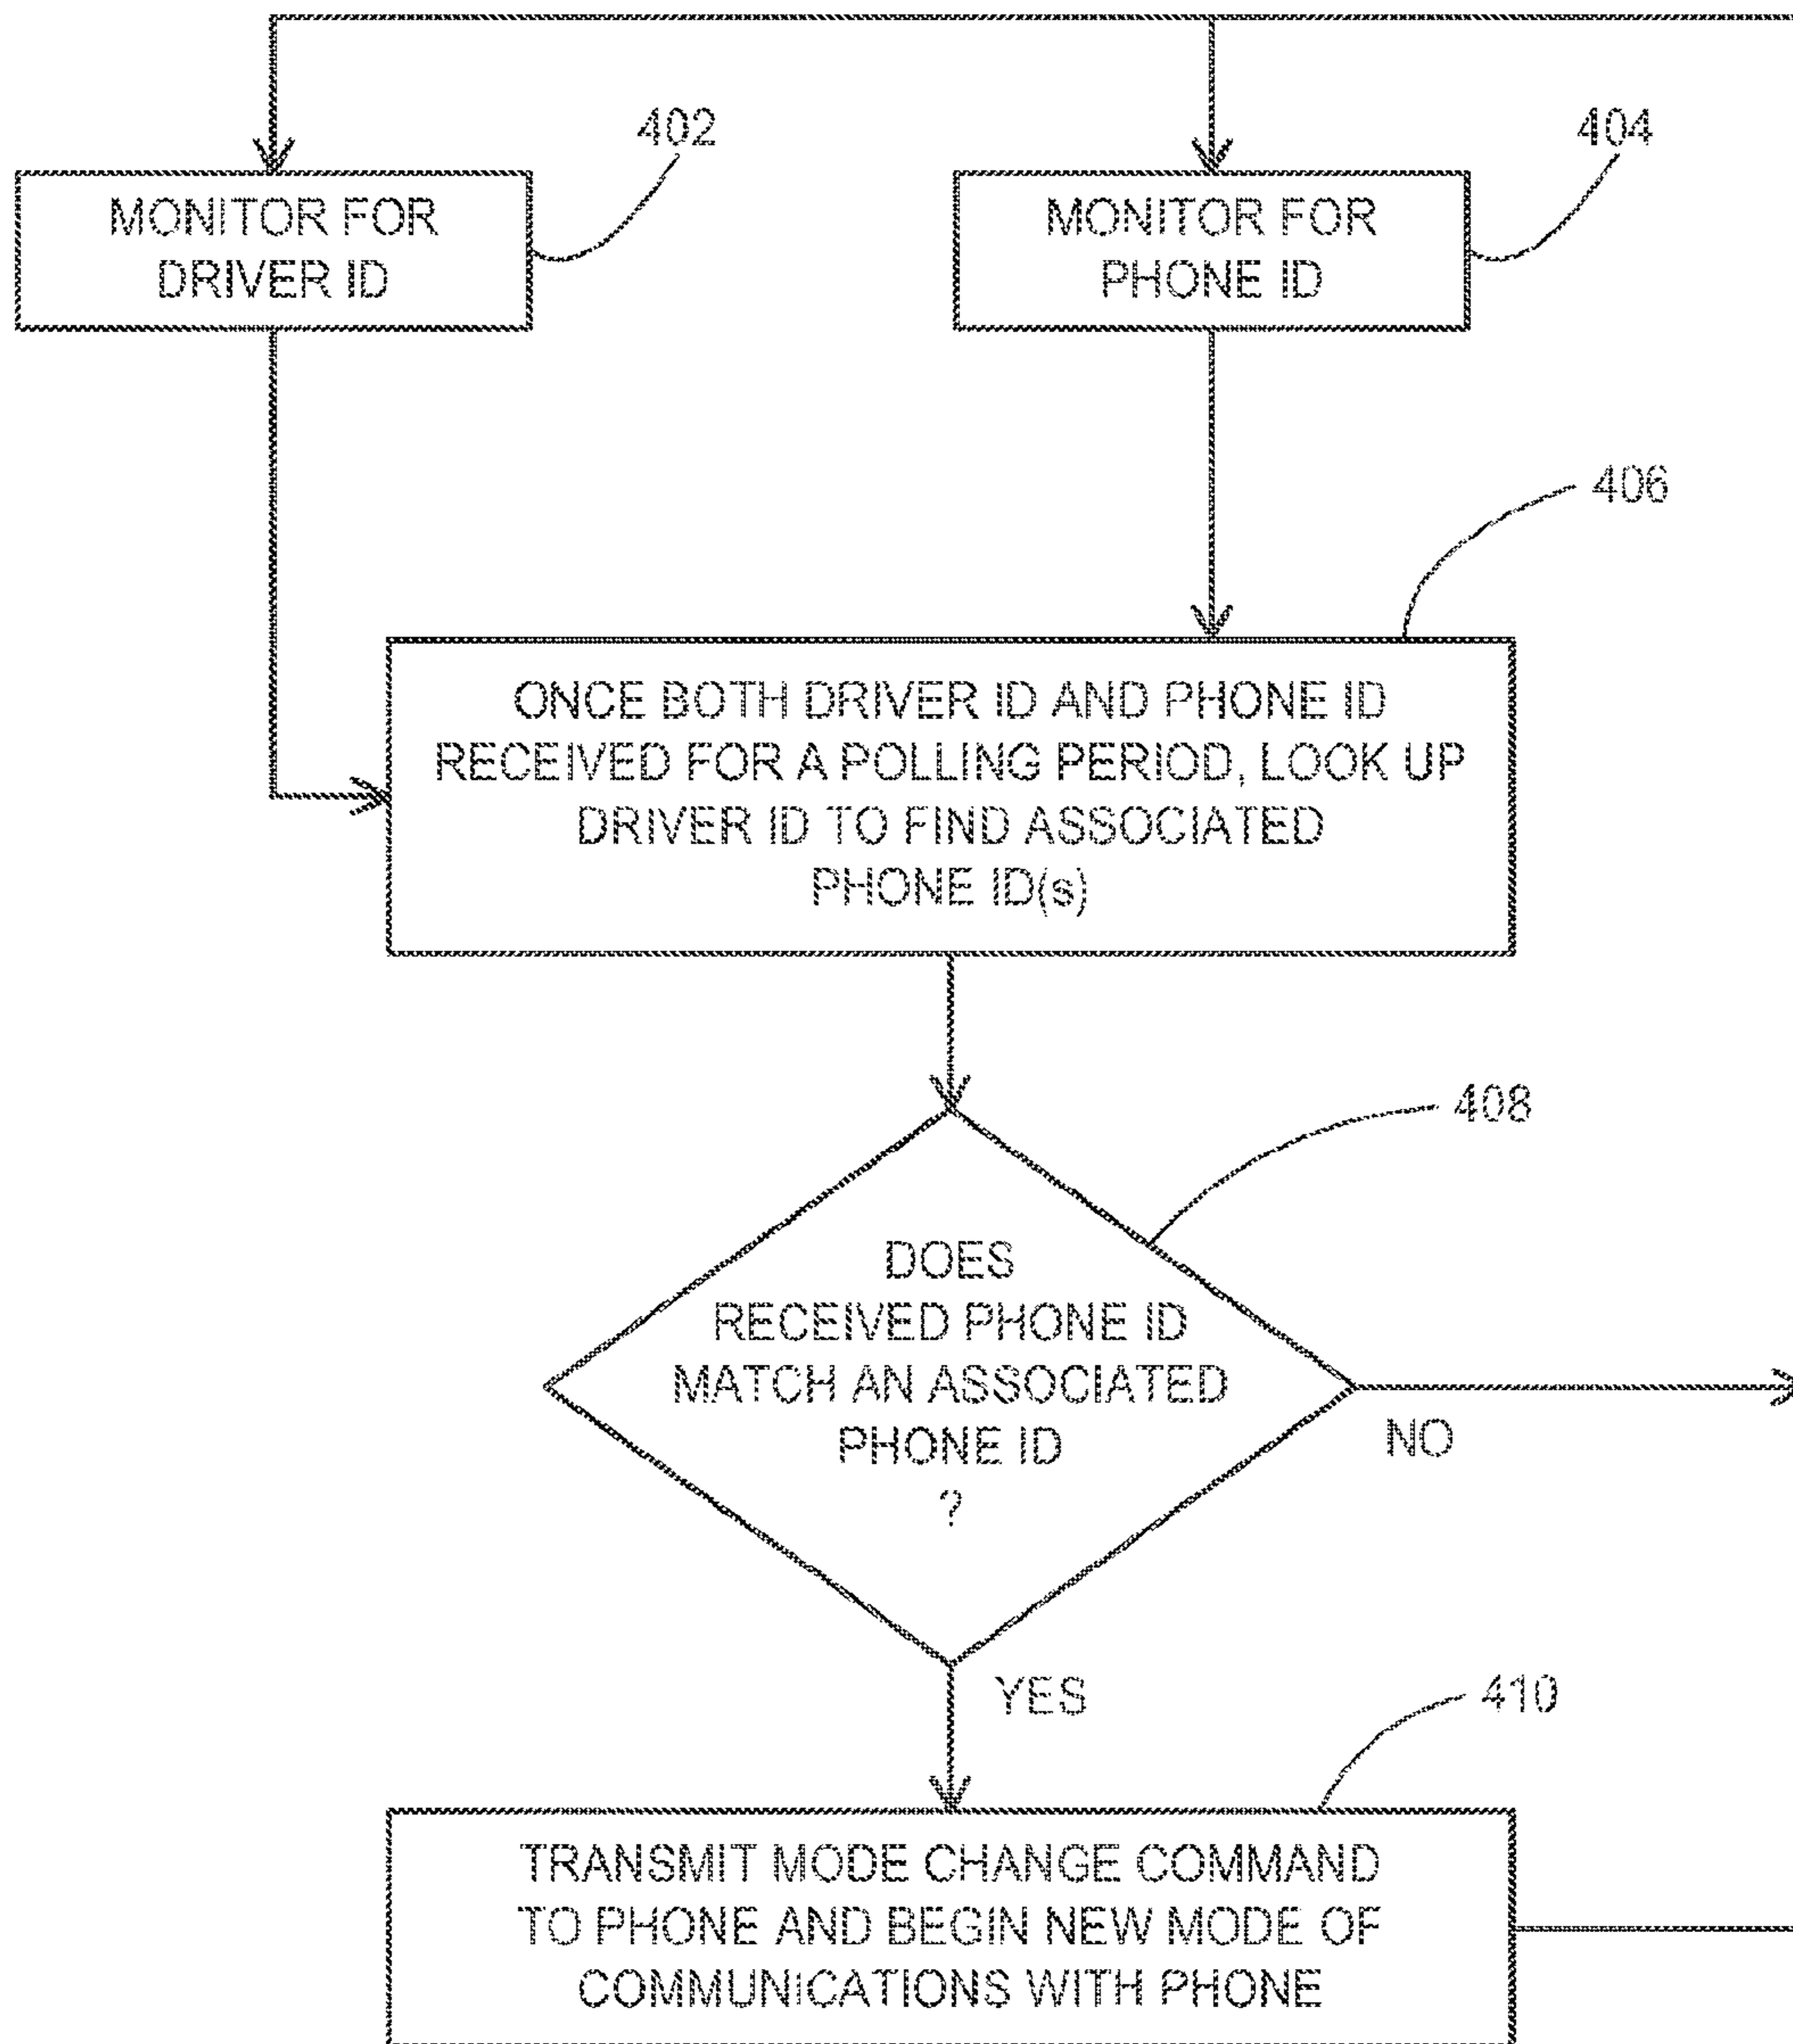 402
404
MONITOR FOR
DRIVER ID
MONITOR FOR
PHONE ID
406
ONCE BOTH DRIVER ID AND PHONE ID
RECEIVED FOR A POLLING PERIOD, LOOK UP
DRIVER ID TO FIND ASSOCIATED
PHONE ID(s)
408
DOES
RECEIVED PHONE ID
MATCH AN ASSOCIATED
PHONE ID
?
NO
YES
410
TRANSMIT MODE CHANGE COMMAND
TO PHONE AND BEGIN NEW MODE OF
COMMUNICATIONS WITH PHONE